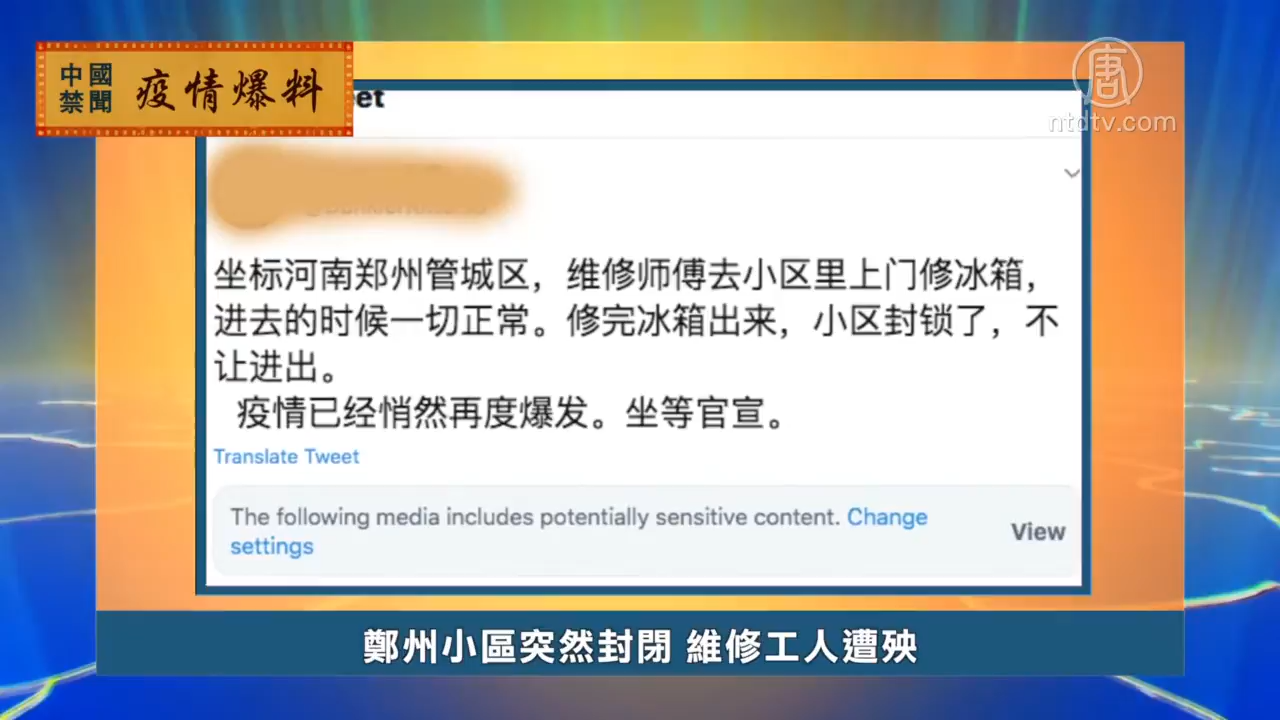 中國禁聞
疫情爆料
唐
ntdtv.com
坐标河南郑州管城区，维修师傅去小区里上门修冰箱，
进去的时候一切正常。修完冰箱出来，小区封锁了，不
让进出。
疫情已经悄然再度爆发。坐等官宣。
Translate Tweet
The following media includes potentially sensitive content. Change
settings
View
鄭州小區突然封閉 維修工人遭殃